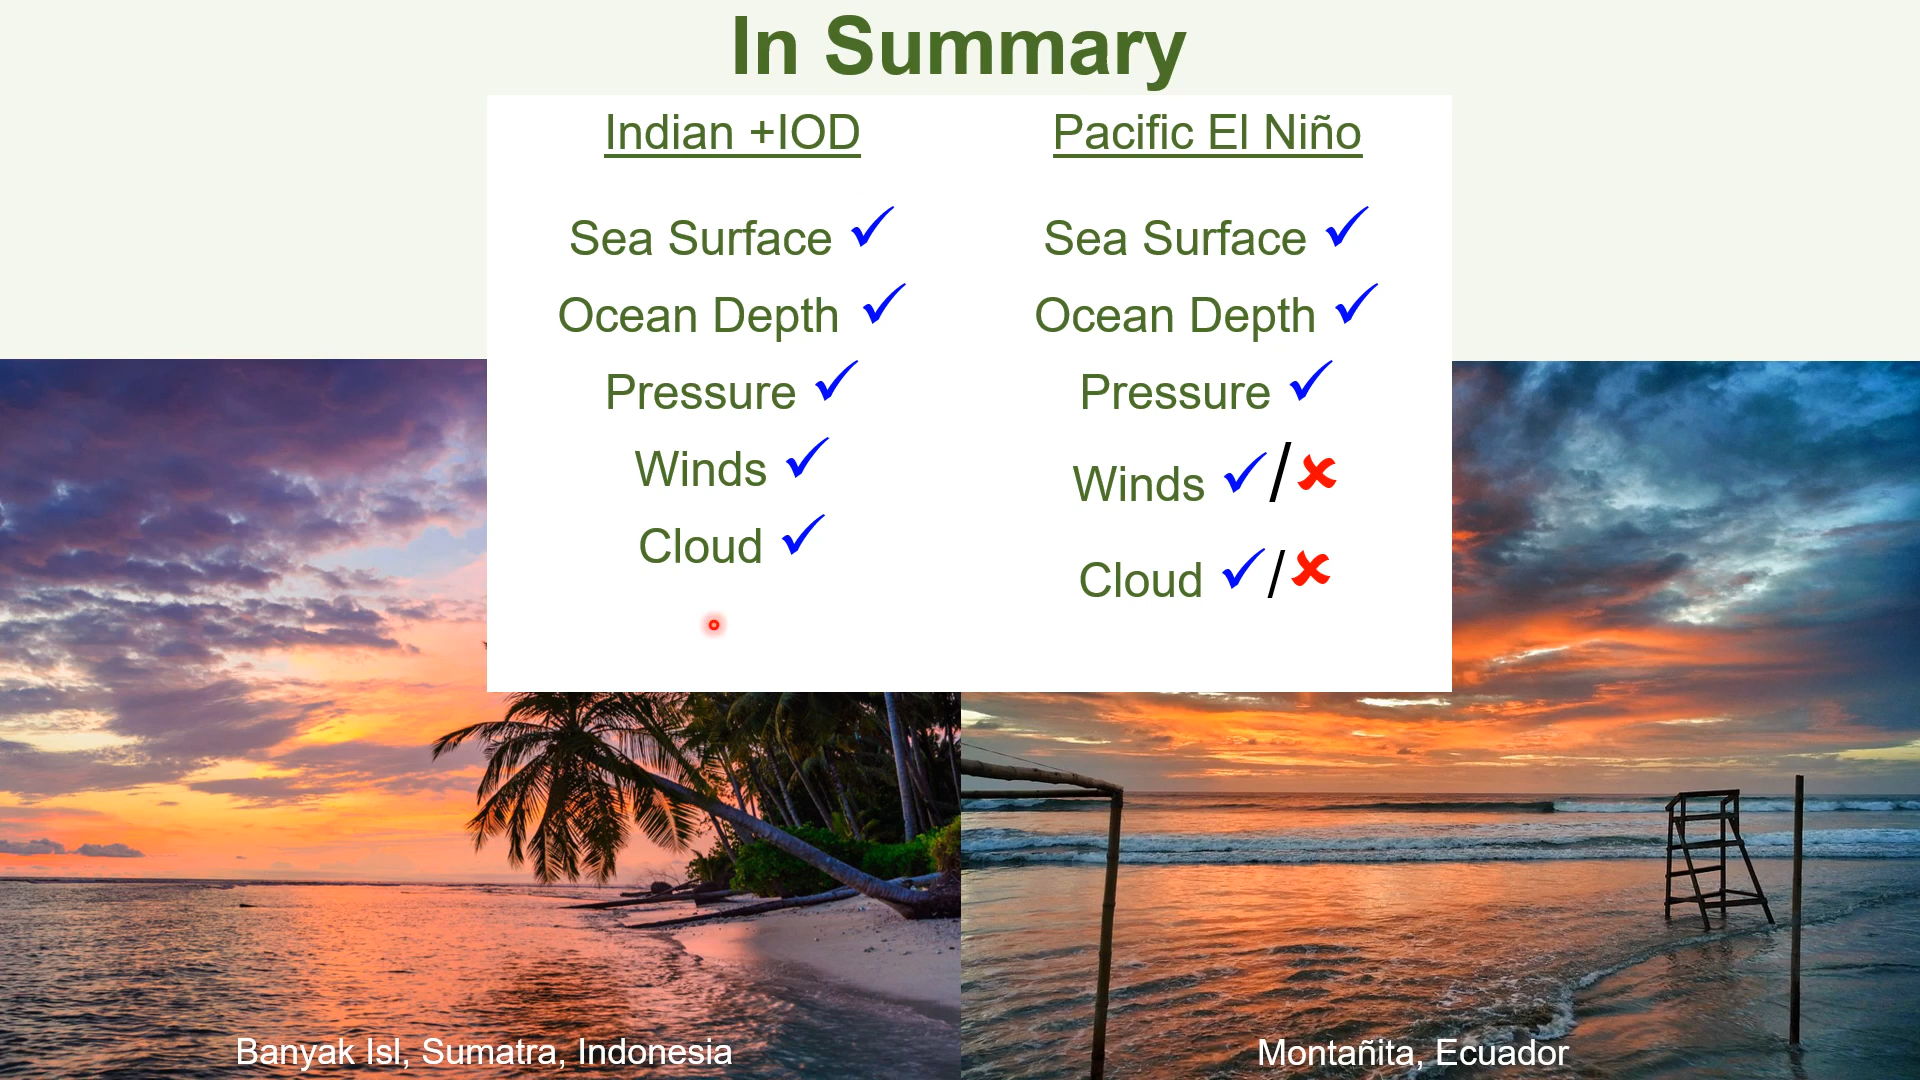 In Summary
Indian +IOD
Sea Surface ✓
Ocean Depth ✓
Pressure ✓
Winds ✓
Cloud ✓
Pacific El Niño
Sea Surface ✓
Ocean Depth ✓
Pressure ✓
Winds ✓/✘
Cloud ✓/✘
Banyak Isl, Sumatra, Indonesia
Montañita, Ecuador